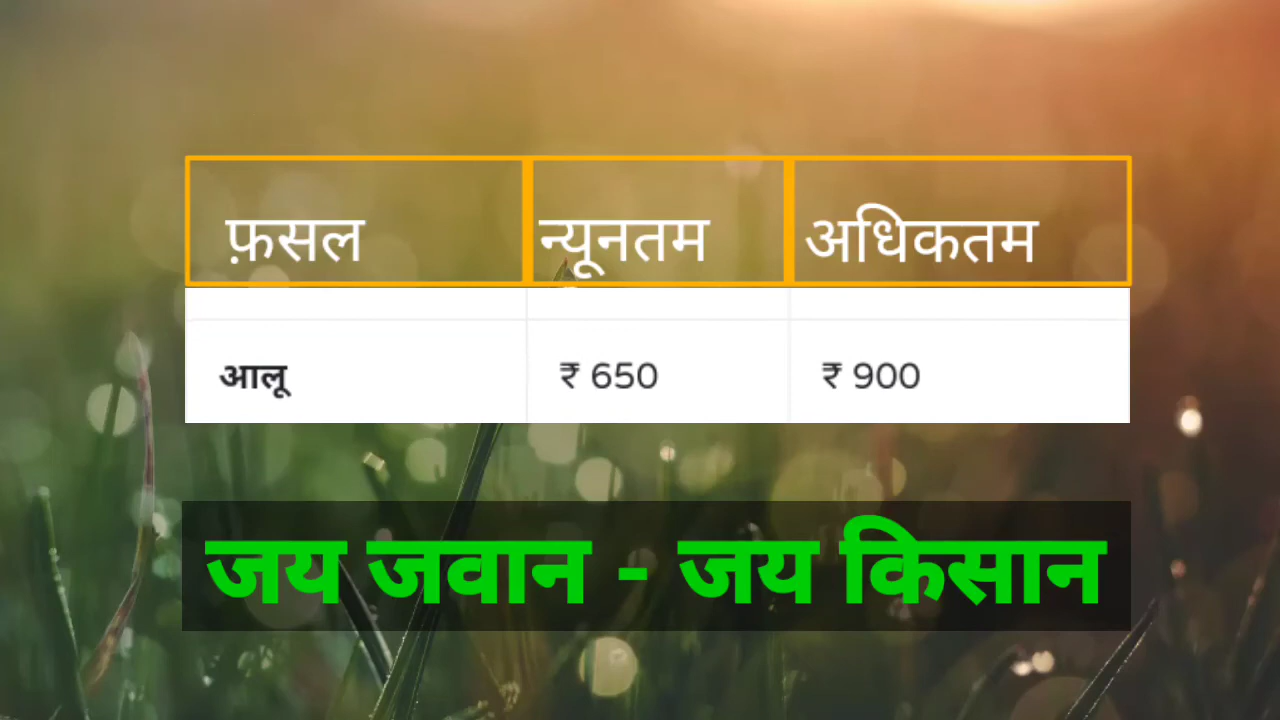 फ़सल न्यूनतम अधिकतम
आलू ₹ 650 ₹ 900
जय जवान - जय किसान